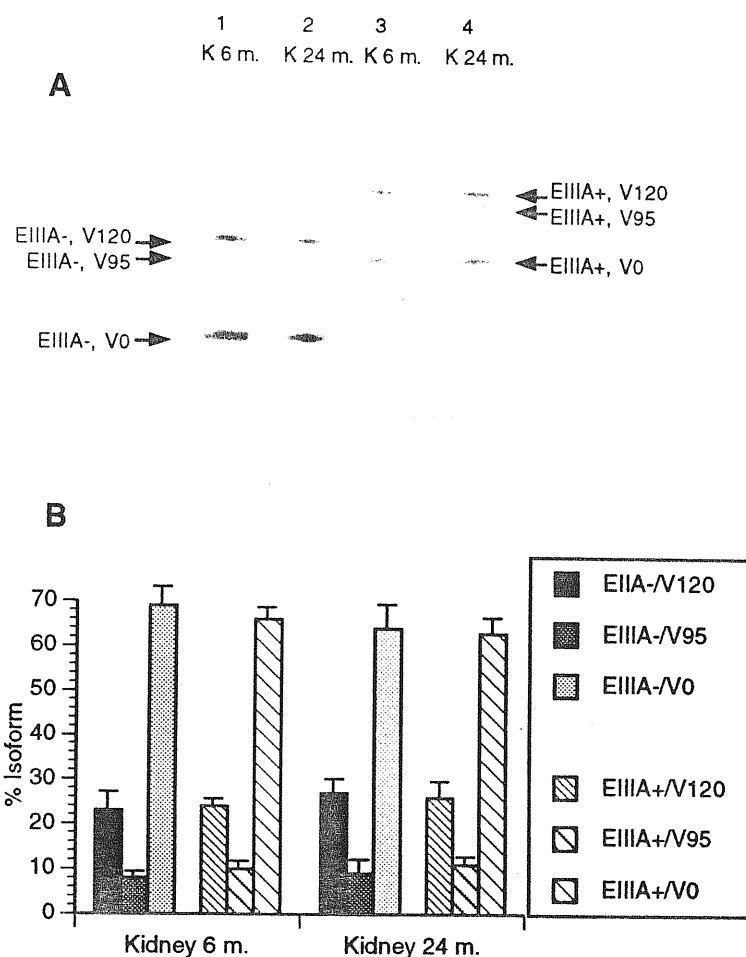 1 2 3 4
K 6 m. K 24 m. K 6 m. K 24 m.
A
EIIIA+, V120
EIIIA+, V95
EIIIA-, V120
EIIIA-, V95
EIIIA+, V0
EIIIA-, V0
B
70
60
50
40
30
20
10
0
% Isoform
Kidney 6 m. Kidney 24 m.
EIIA-/V120
EIIIA-/V95
EIIIA-/V0
EIIIA+/V120
EIIIA+/V95
EIIIA+/V0